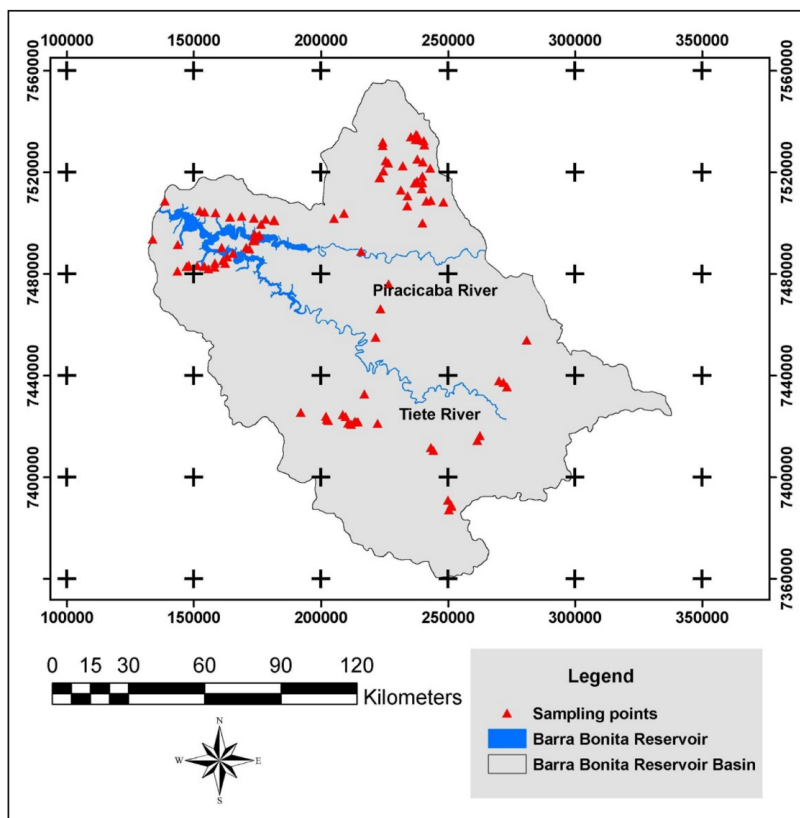 100000 150000 200000 250000 300000 350000
7560000 7560000
7520000 7520000
7480000 7480000
Piracicaba River
7440000 7440000
Tiete River
7400000 7400000
7360000 7360000
100000 150000 200000 250000 300000 350000
0 15 30 60 90 120
Kilometers
N
W E
S
Legend
Sampling points
Barra Bonita Reservoir
Barra Bonita Reservoir Basin